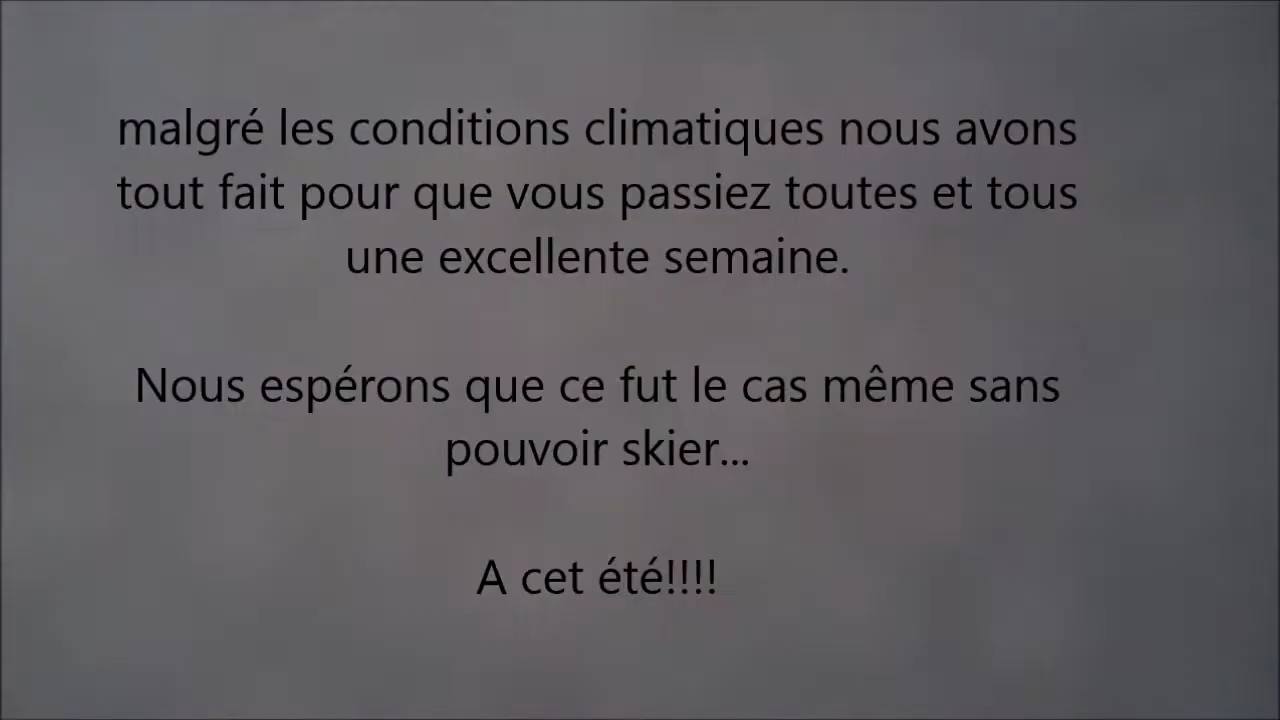 malgré les conditions climatiques nous avons
tout fait pour que vous passiez toutes et tous
une excellente semaine.
Nous espérons que ce fut le cas même sans
pouvoir skier...
A cet été!!!!